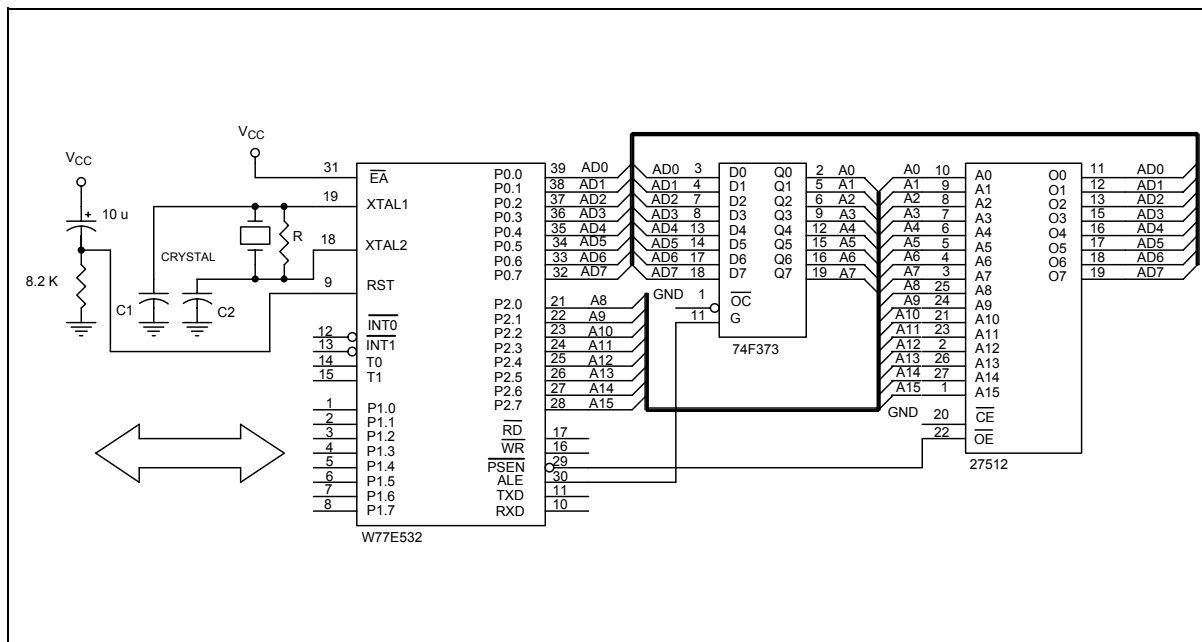 VCC
VCC
10 u
8.2 K
C1
C2
CRYSTAL
R
31 EA
19 XTAL1
18 XTAL2
9 RST
12 INT0
13 INT1
14 T0
15 T1
1 P1.0
2 P1.1
3 P1.2
4 P1.3
5 P1.4
6 P1.5
7 P1.6
8 P1.7
P0.0 39 AD0
P0.1 38 AD1
P0.2 37 AD2
P0.3 36 AD3
P0.4 35 AD4
P0.5 34 AD5
P0.6 33 AD6
P0.7 32 AD7
P2.0 21 A8
P2.1 22 A9
P2.2 23 A10
P2.3 24 A11
P2.4 25 A12
P2.5 26 A13
P2.6 27 A14
P2.7 28 A15
RD 17
WR 16
PSEN 29
ALE 30
TXD 11
RXD 10
W77E532
AD0 3 D0 Q0 2 A0
AD1 4 D1 Q1 5 A1
AD2 7 D2 Q2 6 A2
AD3 8 D3 Q3 9 A3
AD4 13 D4 Q4 12 A4
AD5 14 D5 Q5 15 A5
AD6 17 D6 Q6 16 A6
AD7 18 D7 Q7 19 A7
GND 1 OC
11 G
74F373
A0 10 A0 O0 11 AD0
A1 9 A1 O1 12 AD1
A2 8 A2 O2 13 AD2
A3 7 A3 O3 15 AD3
A4 6 A4 O4 16 AD4
A5 5 A5 O5 17 AD5
A6 4 A6 O6 18 AD6
A7 3 A7 O7 19 AD7
A8 25 A8
A9 24 A9
A10 21 A10
A11 23 A11
A12 2 A12
A13 26 A13
A14 27 A14
A15 1 A15
GND 20 CE
22 OE
27512